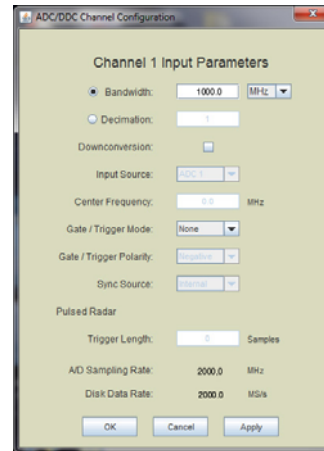 ADC/DDC Channel Configuration
Channel 1 Input Parameters
Bandwidth: 1000.0 MHz
Decimation: 1
Downconversion:
Input Source: ADC 1
Center Frequency: 0.0 MHz
Gate / Trigger Mode: None
Gate / Trigger Polarity: Negative
Sync Source: Internal
Pulsed Radar
Trigger Length: 0 Samples
A/D Sampling Rate: 2000.0 MHz
Disk Data Rate: 2000.0 MS/s
OK Cancel Apply